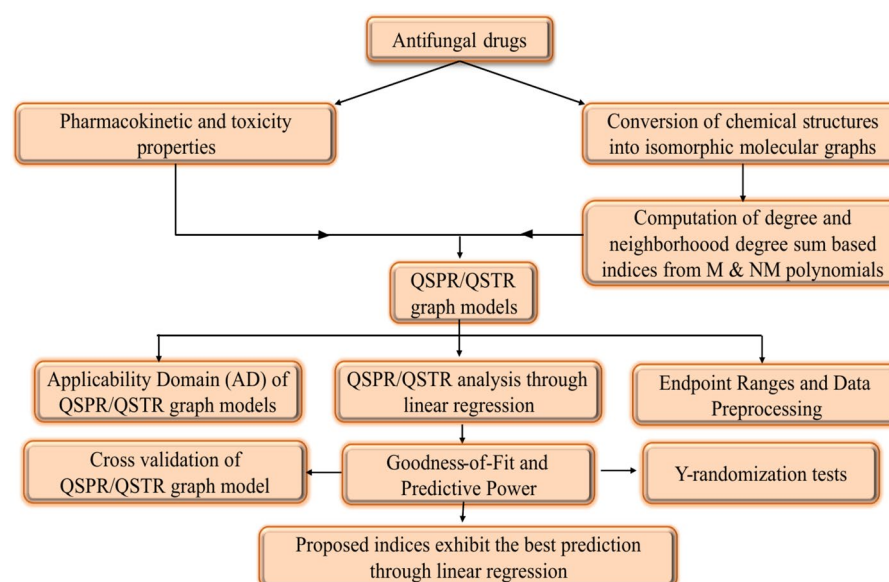 Antifungal drugs
Pharmacokinetic and toxicity
properties
Conversion of chemical structures
into isomorphic molecular graphs
Computation of degree and
neighborhoood degree sum based
indices from M & NM polynomials
QSPR/QSTR
graph models
Applicability Domain (AD) of
QSPR/QSTR graph models
QSPR/QSTR analysis through
linear regression
Endpoint Ranges and Data
Preprocessing
Cross validation of
QSPR/QSTR graph model
Goodness-of-Fit and
Predictive Power
Y-randomization tests
Proposed indices exhibit the best prediction
through linear regression